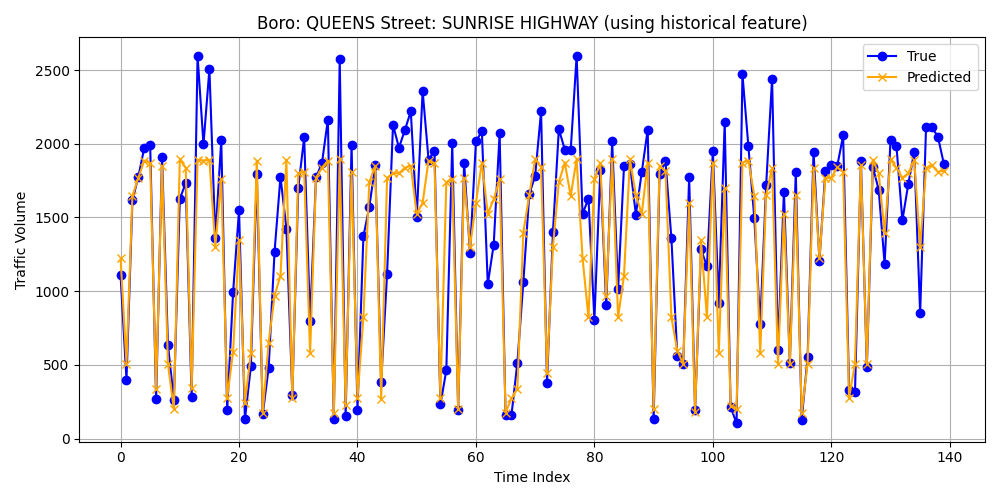 Boro: QUEENS Street: SUNRISE HIGHWAY (using historical feature)
True
Predicted
Traffic Volume
2500
2000
1500
1000
500
0
0 20 40 60 80 100 120 140
Time Index